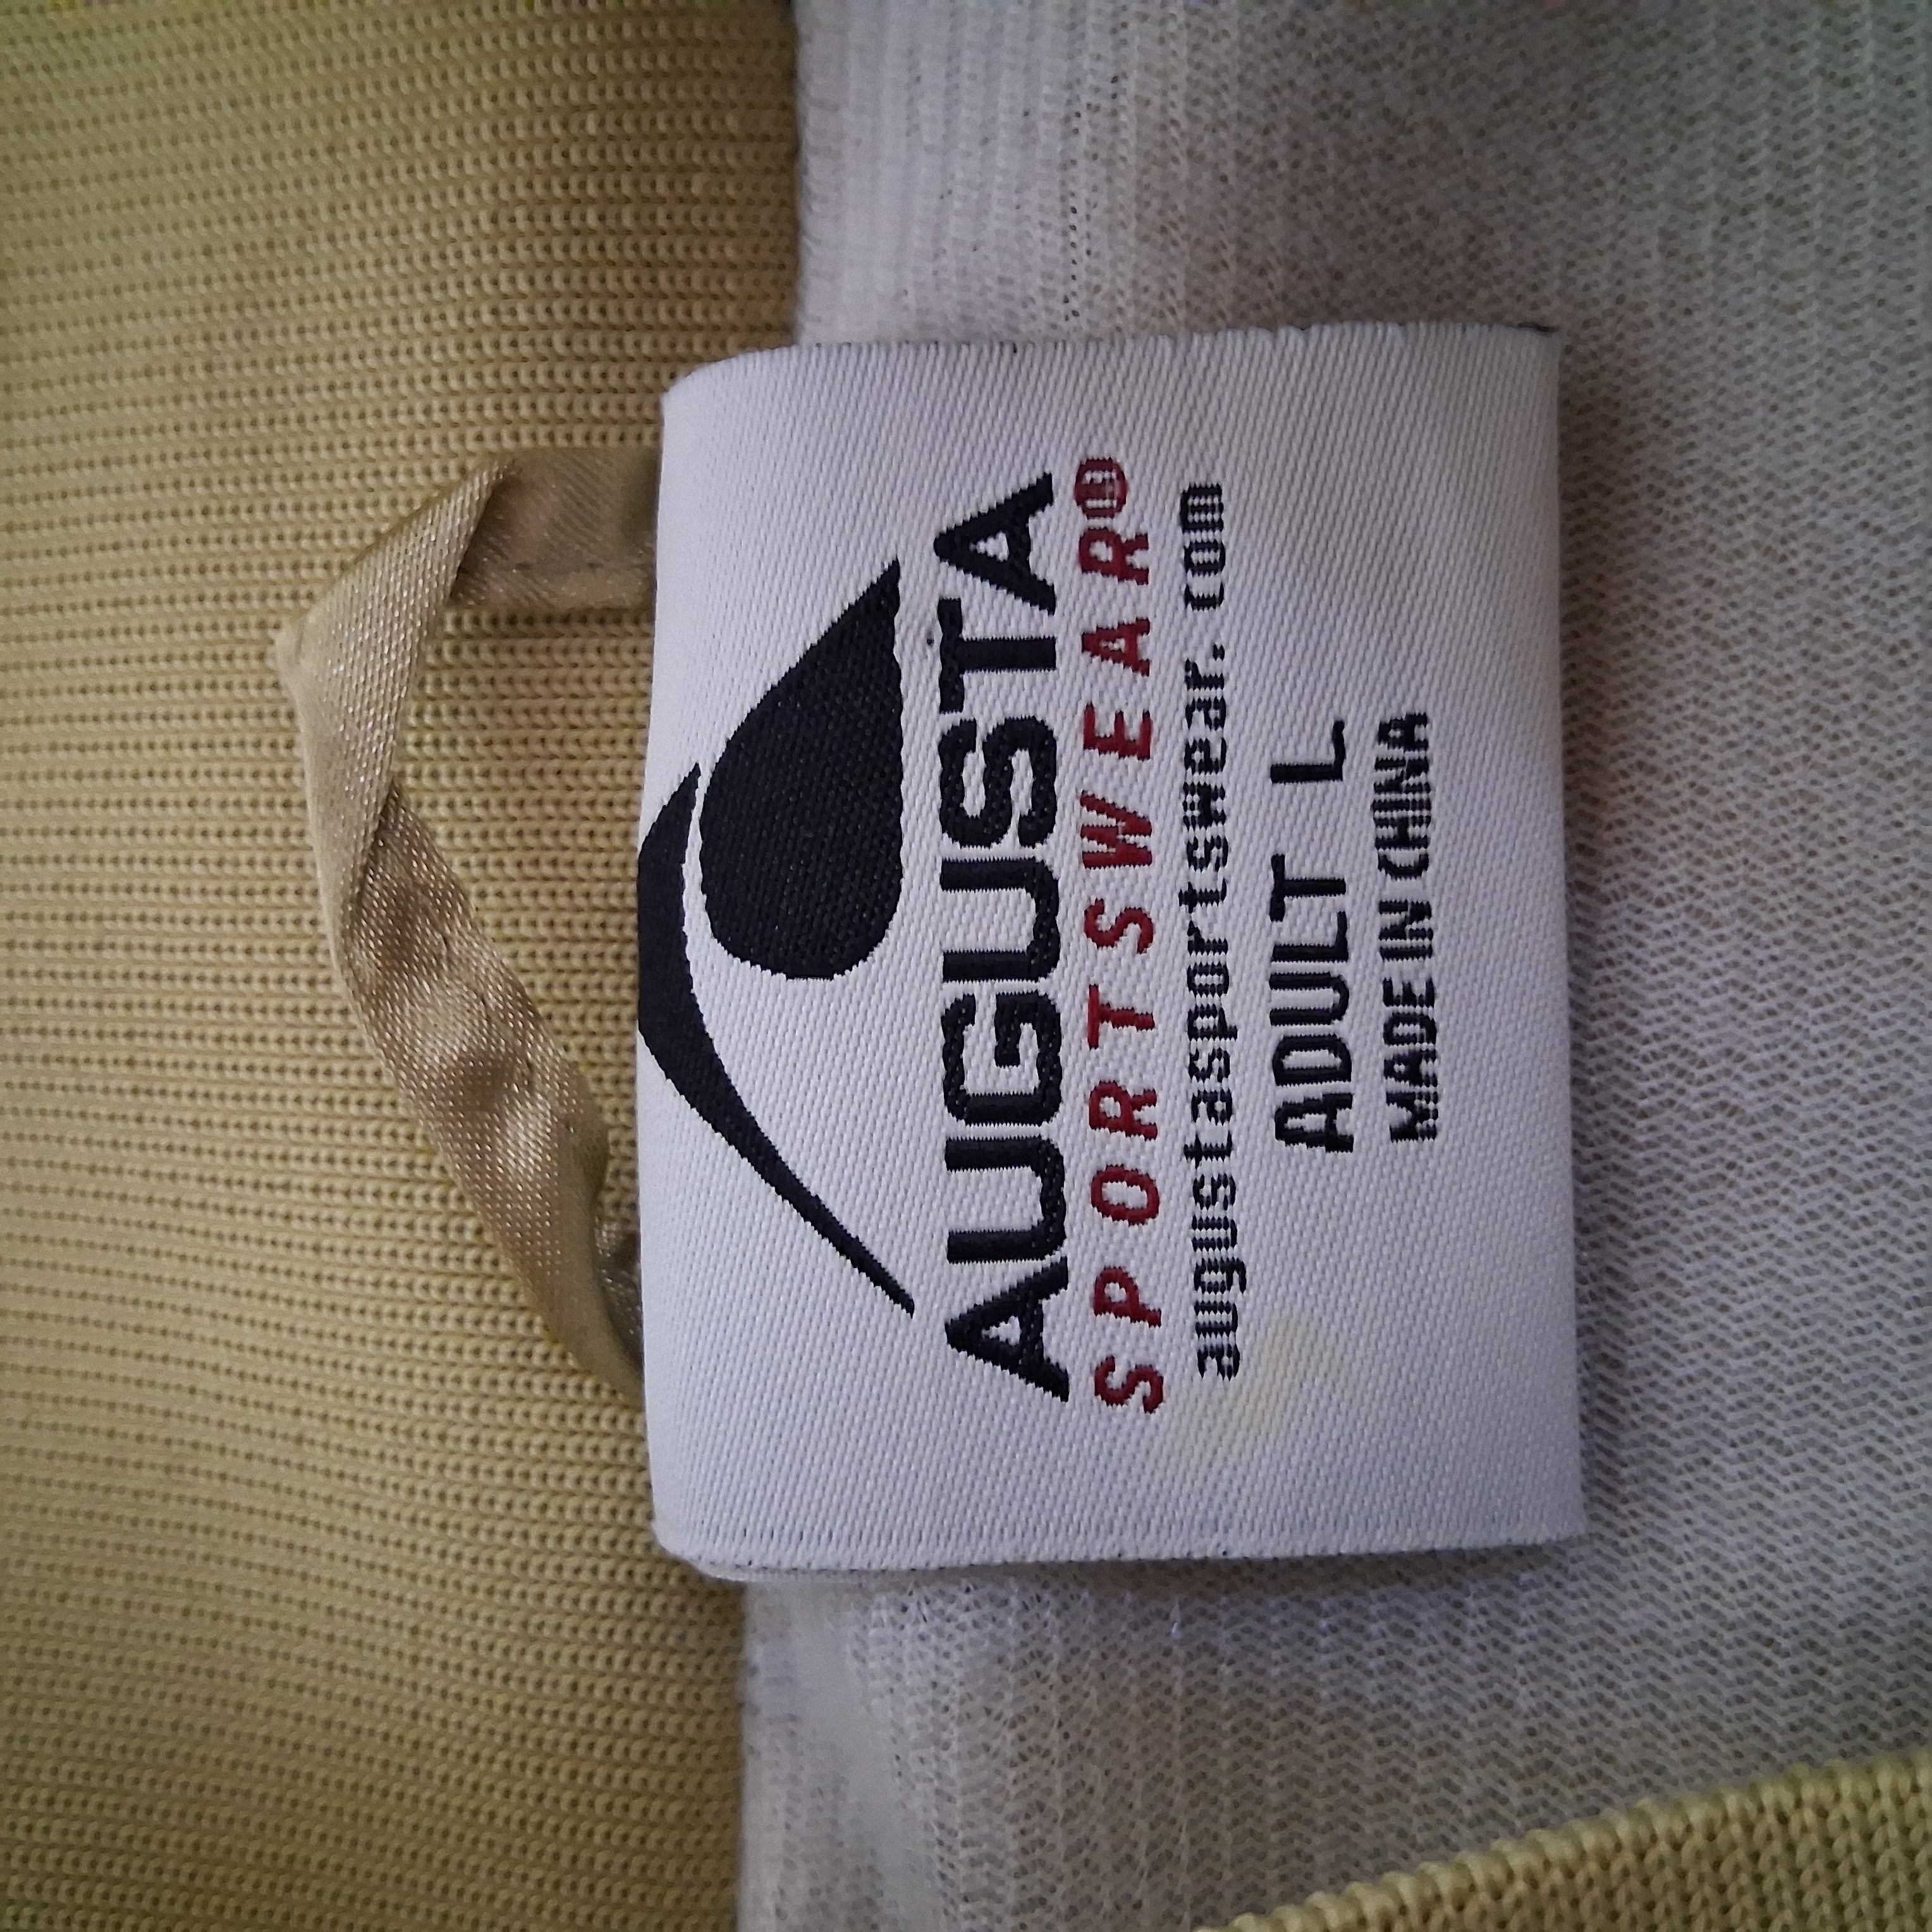 AUGUSTA
SPORTSWEAR®
augustasportswear.com
ADULT L
MADE IN CHINA